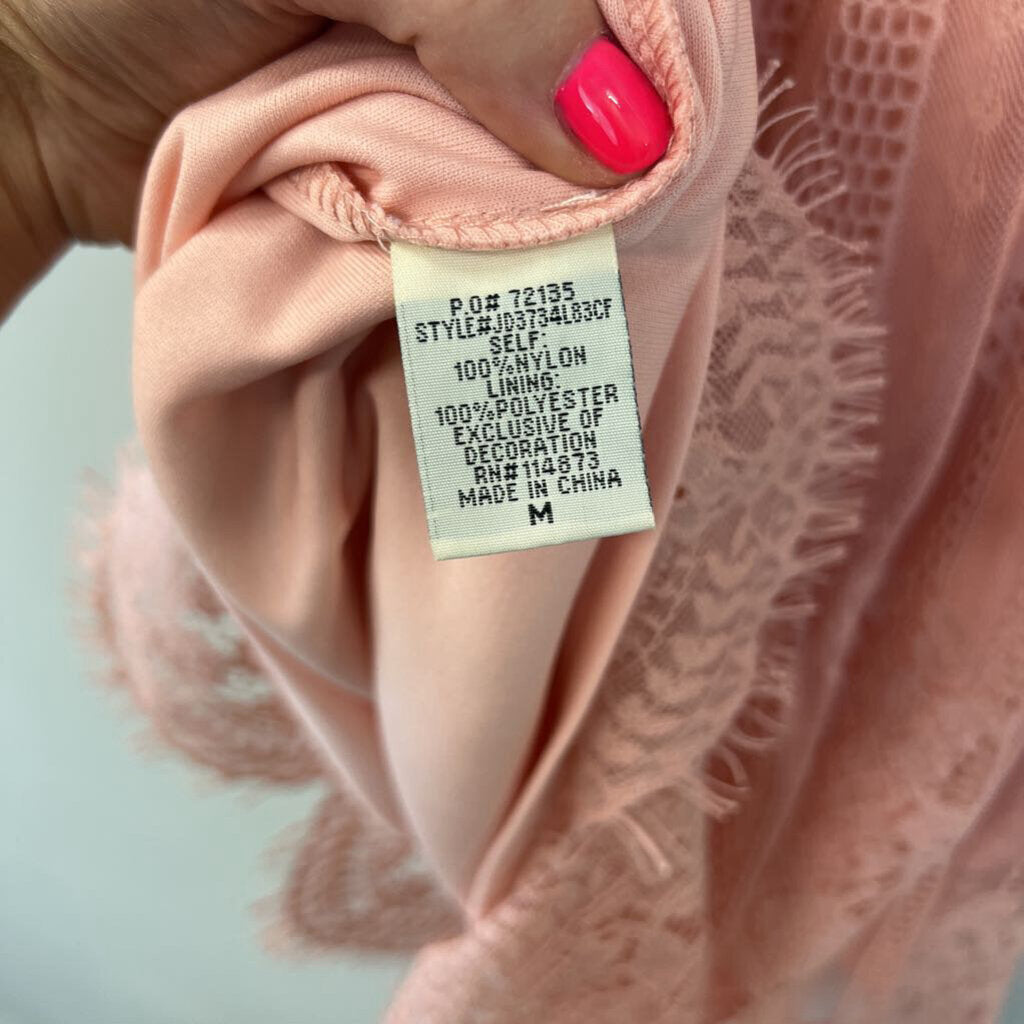 P.O# 72135
STYLE#JD3734L83CF
SELF:
100%NYLON
LINING:
100%POLYESTER
EXCLUSIVE OF
DECORATION
RN#114873
MADE IN CHINA
M